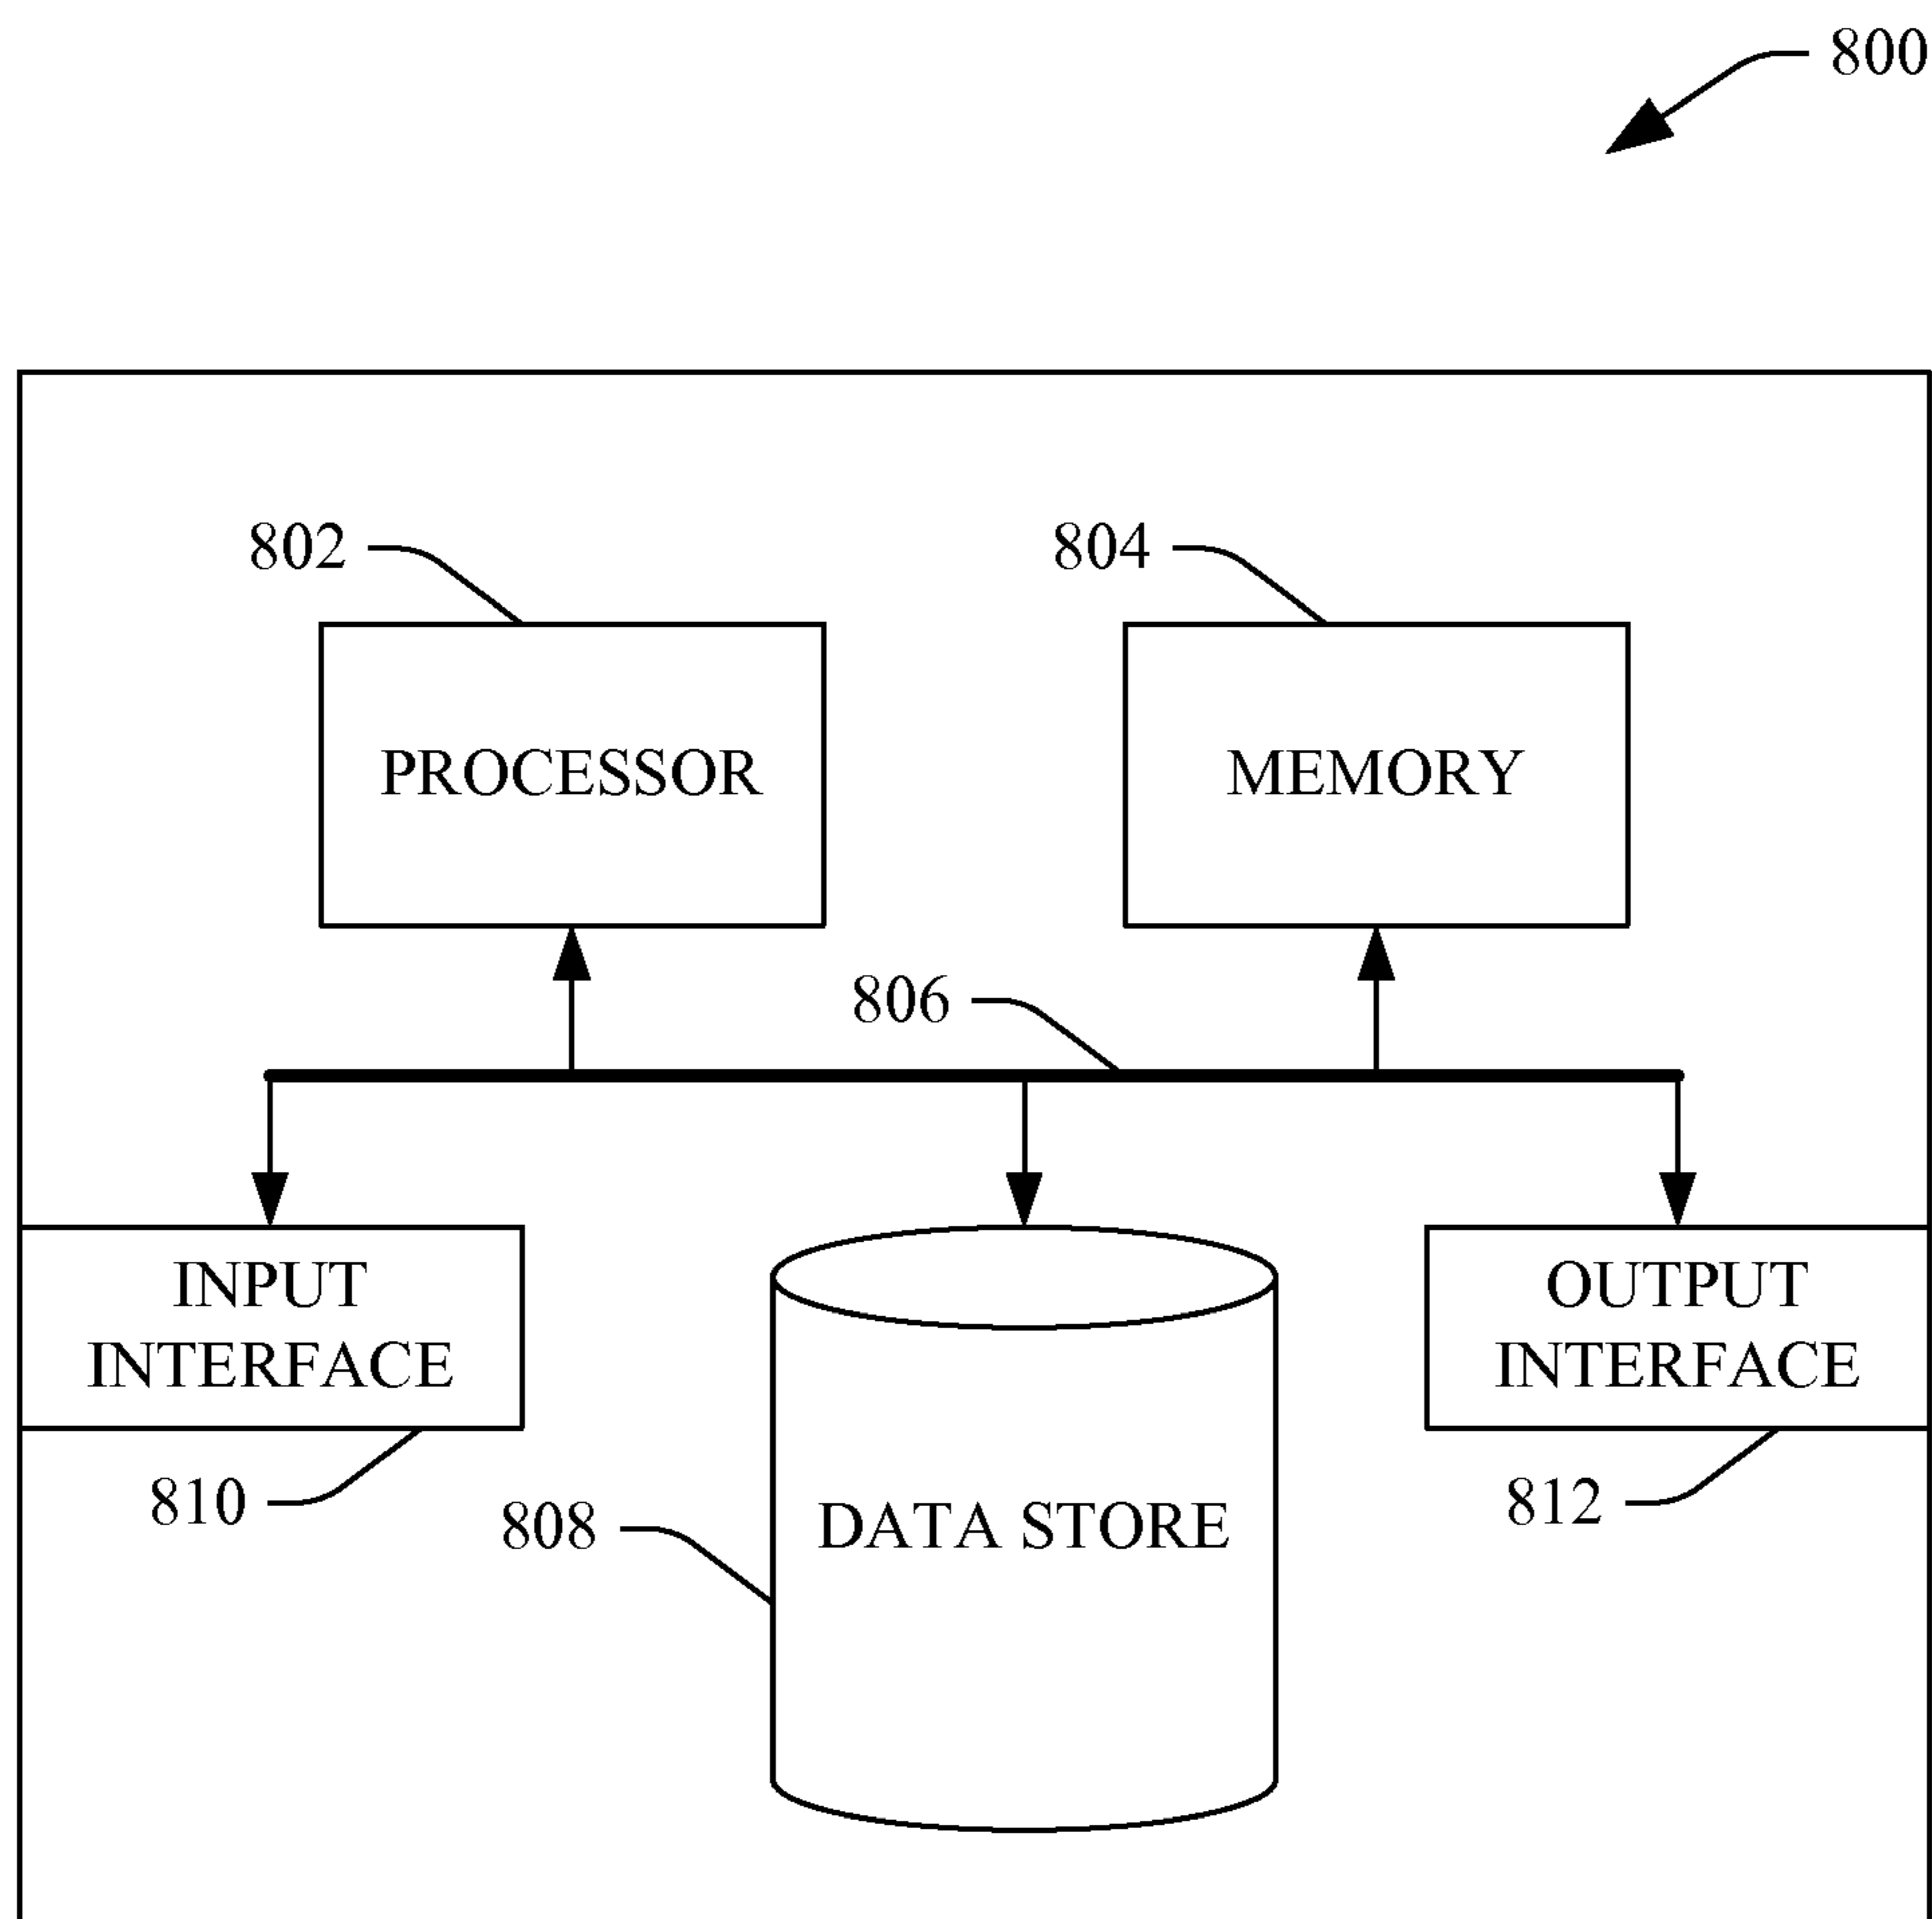 800
802
804
PROCESSOR
MEMORY
806
INPUT
INTERFACE
OUTPUT
INTERFACE
810
808
DATA STORE
812